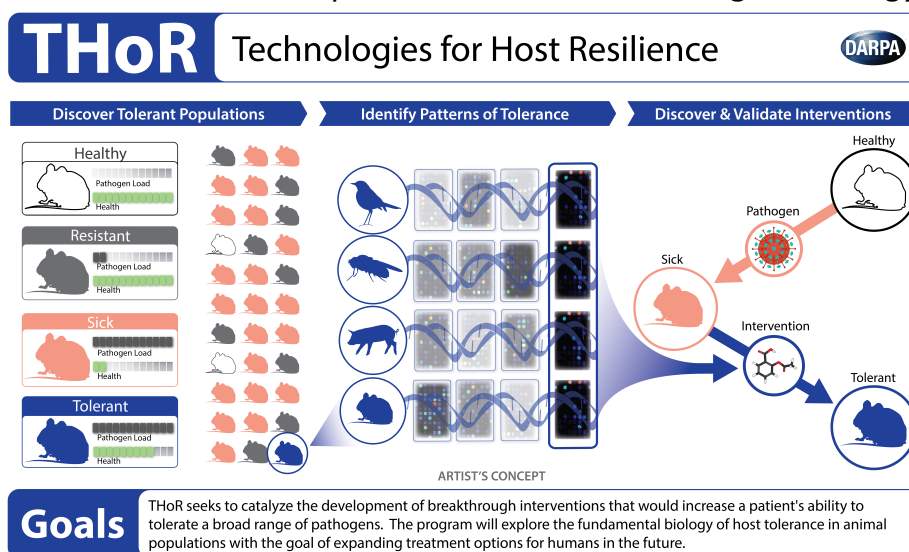 THoR
Technologies for Host Resilience
DARPA
Discover Tolerant Populations
Identify Patterns of Tolerance
Discover & Validate Interventions
Healthy
Pathogen Load
Health
Resistant
Pathogen Load
Health
Sick
Pathogen Load
Health
Tolerant
Pathogen Load
Health
Healthy
Pathogen
Sick
Intervention
Tolerant
ARTIST'S CONCEPT
Goals
THoR seeks to catalyze the development of breakthrough interventions that would increase a patient's ability to
tolerate a broad range of pathogens. The program will explore the fundamental biology of host tolerance in animal
populations with the goal of expanding treatment options for humans in the future.